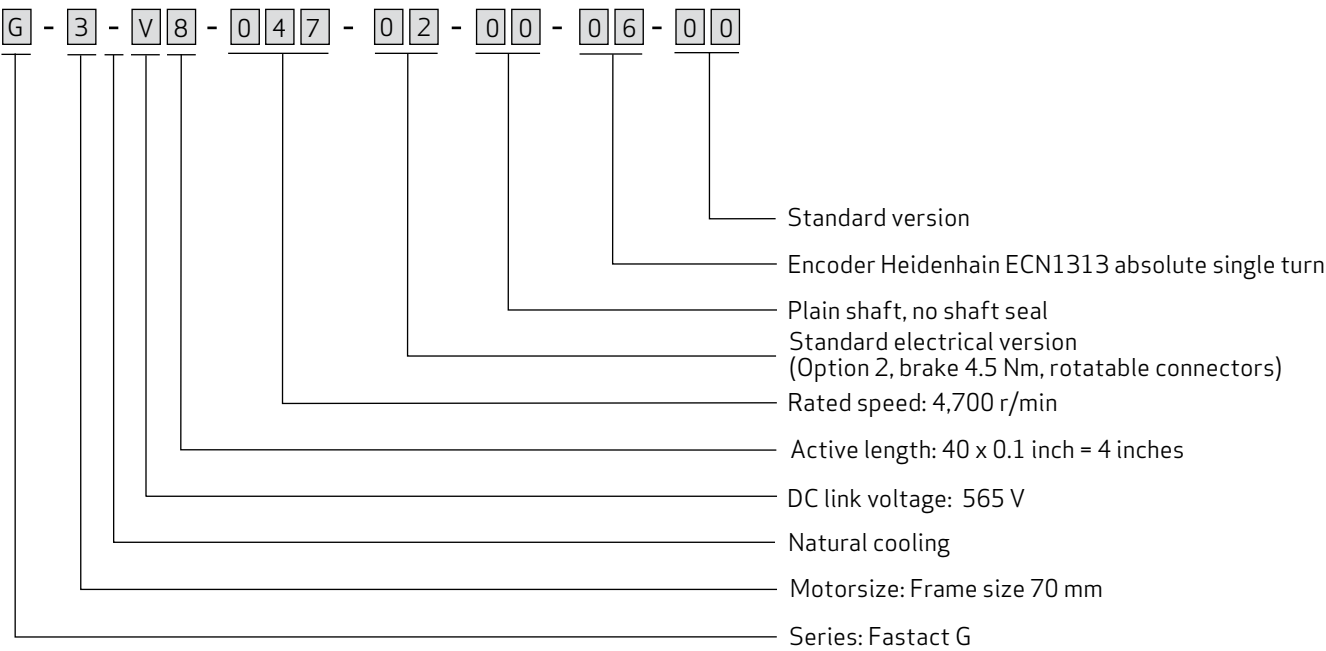 G - 3 - V 8 - 0 4 7 - 0 2 - 0 0 - 0 6 - 0 0
Standard version
Encoder Heidenhain ECN1313 absolute single turn
Plain shaft, no shaft seal
Standard electrical version
(Option 2, brake 4.5 Nm, rotatable connectors)
Rated speed: 4,700 r/min
Active length: 40 x 0.1 inch = 4 inches
DC link voltage: 565 V
Natural cooling
Motorsize: Frame size 70 mm
Series: Fastact G